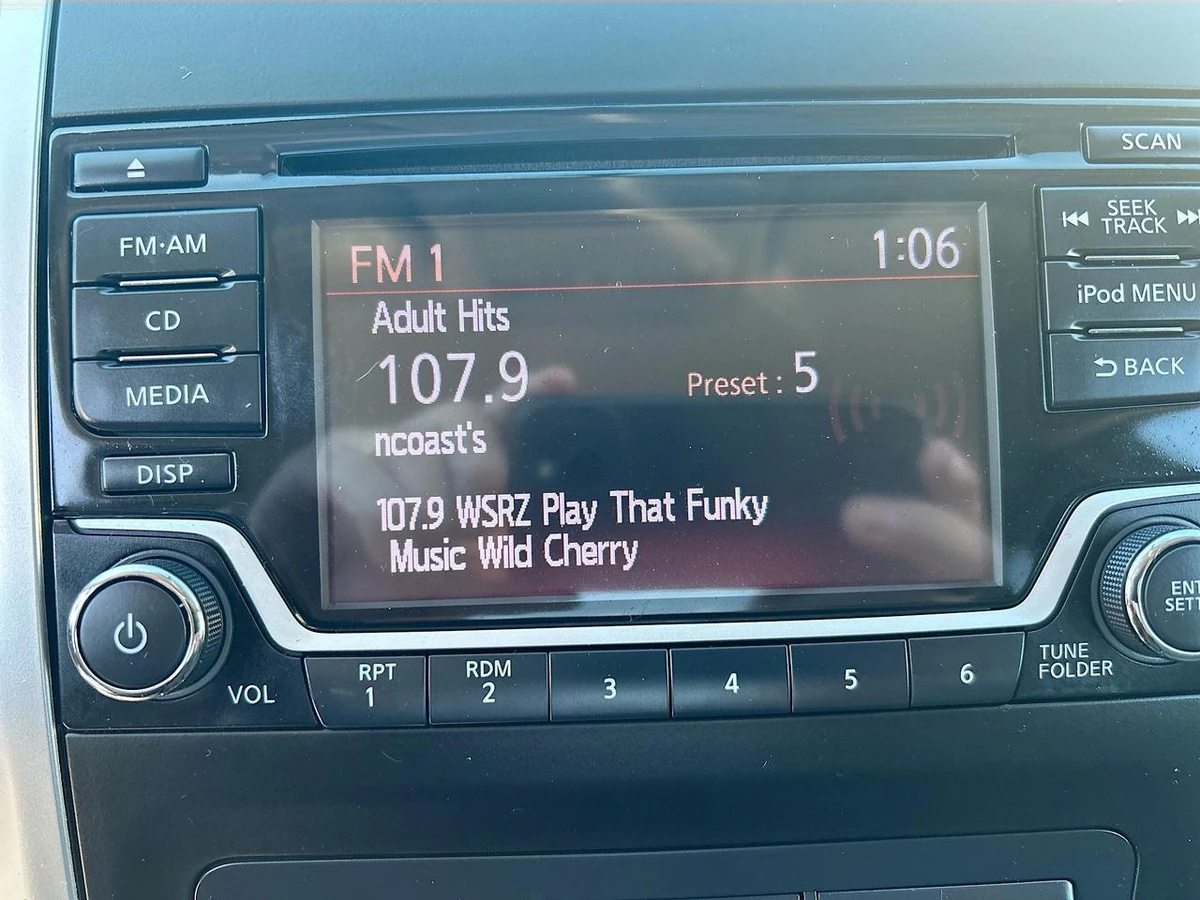 SCAN
FM·AM
SEEK
TRACK
CD
iPod MENU
MEDIA
BACK
DISP
FM 1
1:06
Adult Hits
107.9
Preset : 5
ncoast's
107.9 WSRZ Play That Funky
Music Wild Cherry
VOL
RPT
1
RDM
2
3
4
5
6
TUNE
FOLDER